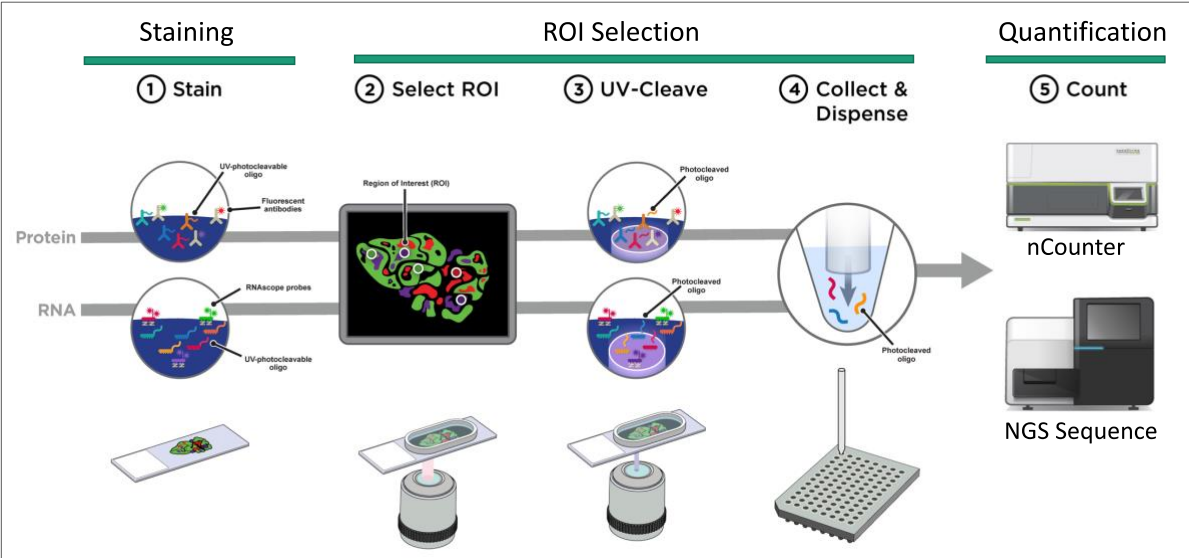 Staining
ROI Selection
Quantification
1 Stain
2 Select ROI
3 UV-Cleave
4 Collect &
Dispense
5 Count
UV-photocleavable
oligo
Fluorescent
antibodies
Region of Interest (ROI)
Photocleaved
oligo
Protein
nCounter
RNAscope probes
Photocleaved
oligo
RNA
UV-photocleavable
oligo
Photocleaved
oligo
NGS Sequence